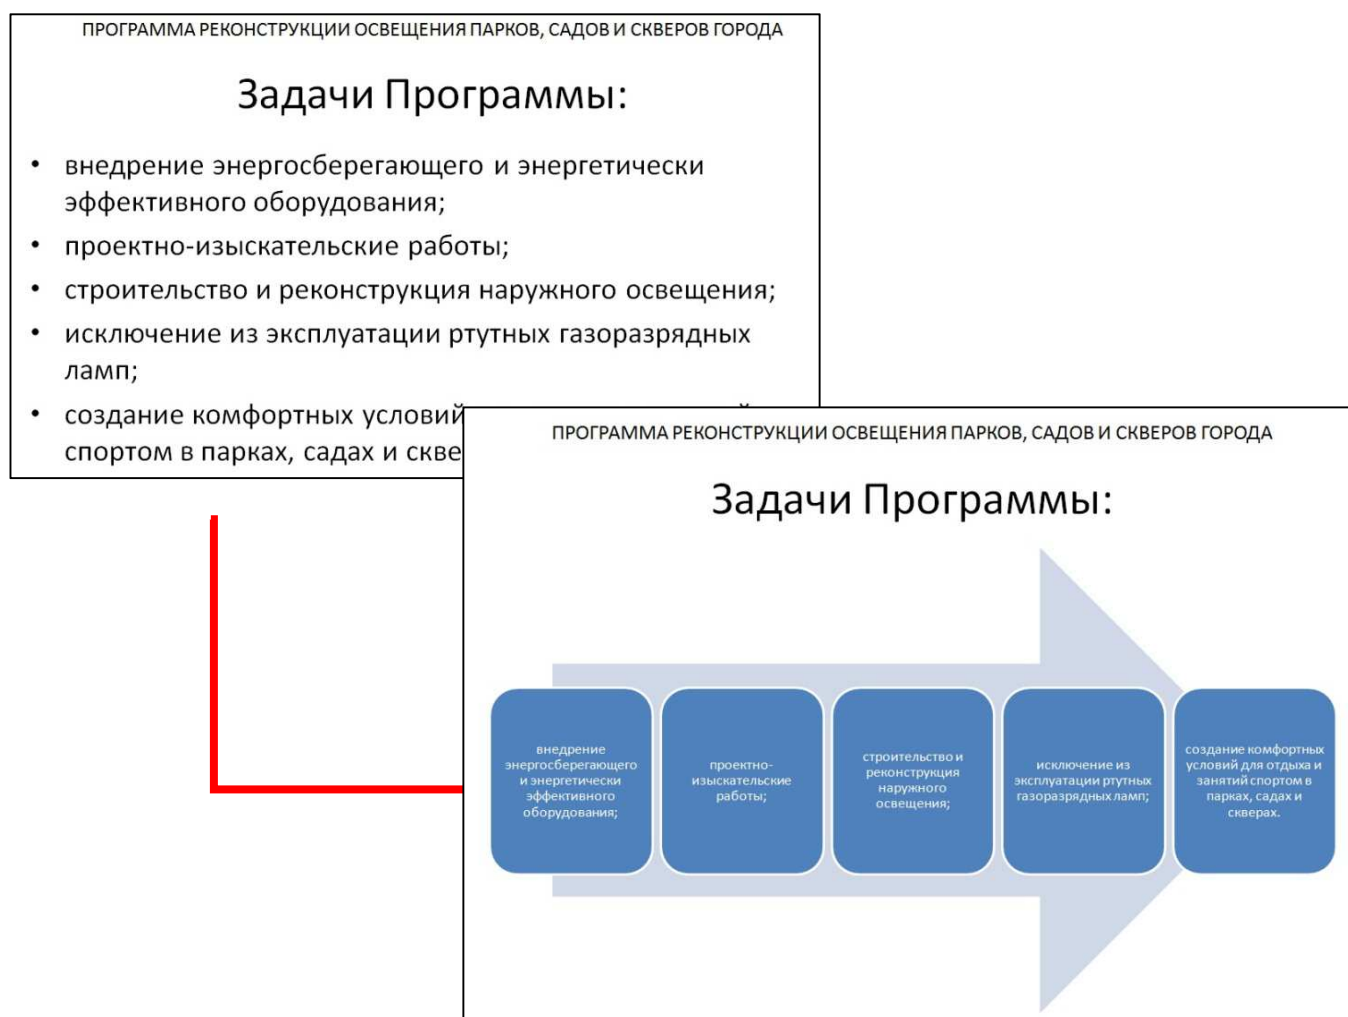 ПРОГРАММА РЕКОНСТРУКЦИИ ОСВЕЩЕНИЯ ПАРКОВ, САДОВ И СКВЕРОВ ГОРОДА
Задачи Программы:
• внедрение энергосберегающего и энергетически
эффективного оборудования;
• проектно-изыскательские работы;
• строительство и реконструкция наружного освещения;
• исключение из эксплуатации ртутных газоразрядных
ламп;
• создание комфортных условий
спортом в парках, садах и
ПРОГРАММА РЕКОНСТРУКЦИИ ОСВЕЩЕНИЯ ПАРКОВ, САДОВ И СКВЕРОВ ГОРОДА
Задачи Программы:
внедрение
энергосберегающего
и энергетически
эффективного
оборудования;
проектно-
изыскательские
работы;
строительство и
реконструкция
наружного
освещения;
исключение из
эксплуатации ртутных
газоразрядных ламп;
создание комфортных
условий для отдыха и
занятий спортом в
парках, садах и
скверах.